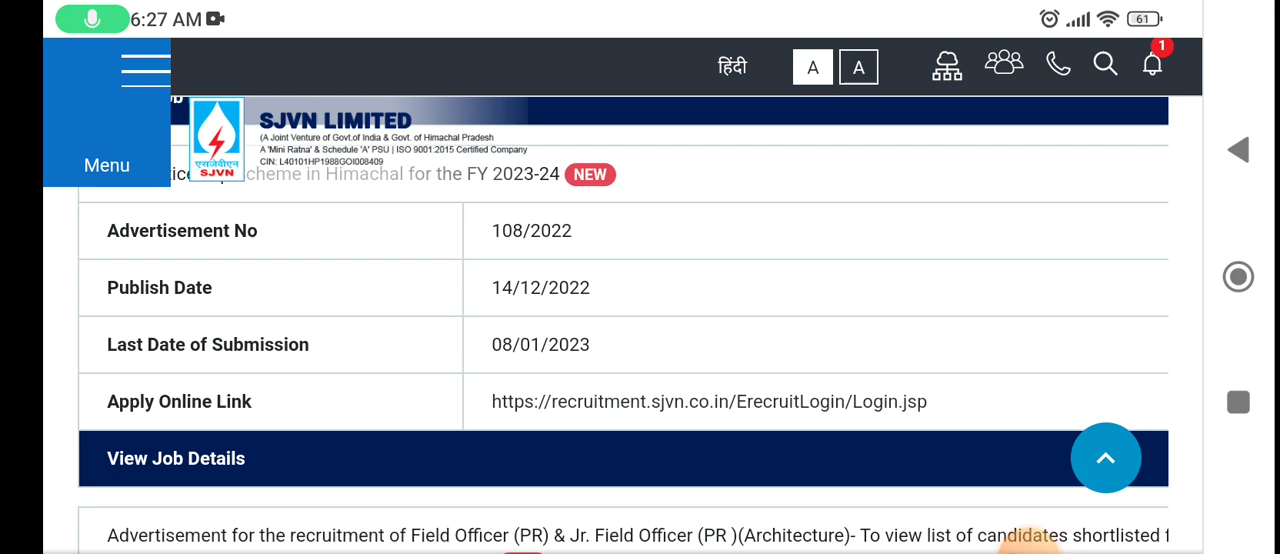 6:27 AM
61
हिंदी
A
A
1
Menu
SJVN LIMITED
(A Joint Venture of Govt.of India & Govt. of Himachal Pradesh
A 'Mini Ratna' & Schedule 'A' PSU | ISO 9001:2015 Certified Company
CIN: L40101HP1988GOI008409
एसजेवीएन
SJVN
cheme in Himachal for the FY 2023-24 NEW
Advertisement No 108/2022
Publish Date 14/12/2022
Last Date of Submission 08/01/2023
Apply Online Link https://recruitment.sjvn.co.in/ErecruitLogin/Login.jsp
View Job Details
Advertisement for the recruitment of Field Officer (PR) & Jr. Field Officer (PR )(Architecture)- To view list of candidates shortlisted f